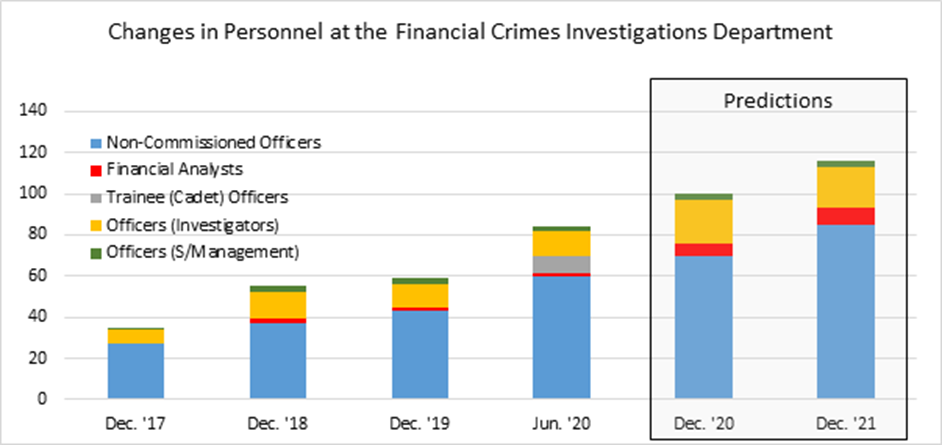 Changes in Personnel at the Financial Crimes Investigations Department
Predictions
140
120
100
80
60
40
20
0
Non-Commissioned Officers
Financial Analysts
Trainee (Cadet) Officers
Officers (Investigators)
Officers (S/Management)
Dec. '17
Dec. '18
Dec. '19
Jun. '20
Dec. '20
Dec. '21